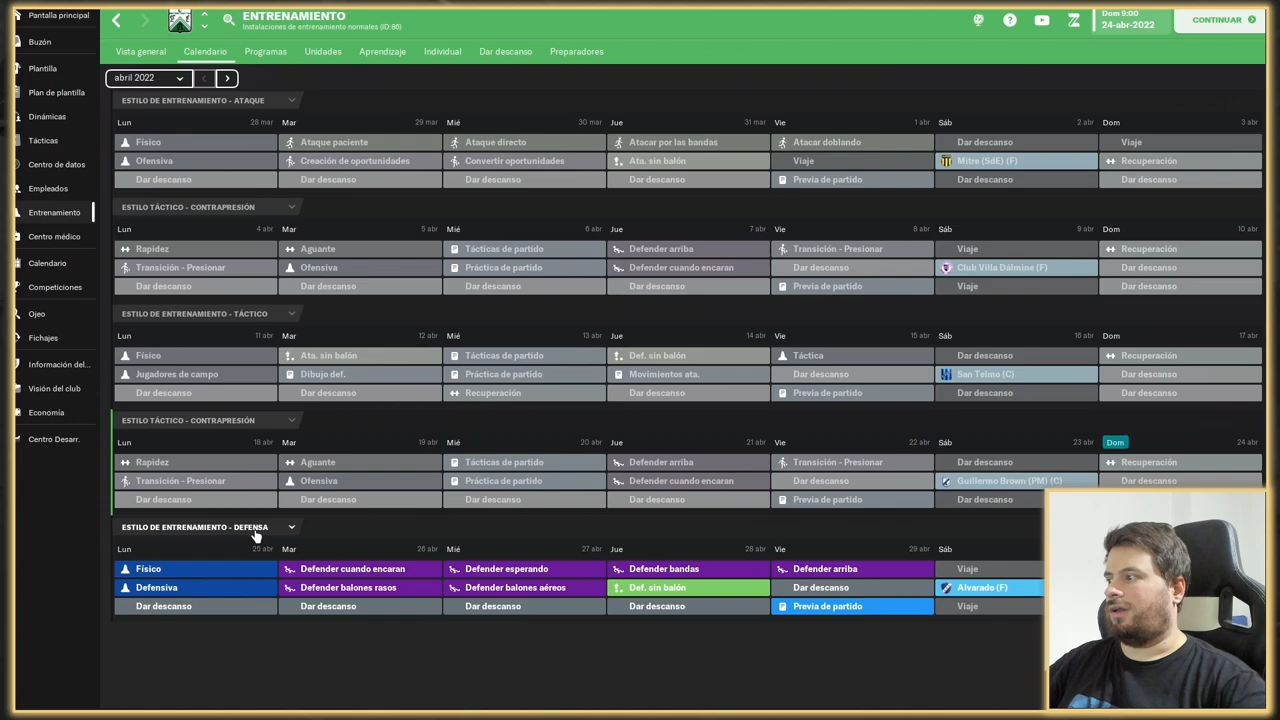 Pantalla principal
Buzón
Plantilla
Plan de plantilla
Dinámicas
Tácticas
Centro de datos
Empleados
Entrenamiento
Centro médico
Calendario
Competiciones
Ojeo
Fichajes
Información del...
Visión del club
Economía
Centro Desarr.
ENTRENAMIENTO
Instalaciones de entrenamiento normales (ID:86)
Dom 9:00
24-abr-2022
CONTINUAR
Vista general Calendario Programas Unidades Aprendizaje Individual Dar descanso Preparadores
abril 2022
ESTILO DE ENTRENAMIENTO - ATAQUE
Lun 28 mar Mar 29 mar Mié 30 mar Jue 31 mar Vie 1 abr Sáb 2 abr Dom 3 abr
Físico Ataque paciente Ataque directo Atacar por las bandas Atacar doblando Dar descanso Viaje
Ofensiva Creación de oportunidades Convertir oportunidades Ata. sin balón Viaje Mitre (SdE) (F) Recuperación
Dar descanso Dar descanso Dar descanso Dar descanso Previa de partido Dar descanso Dar descanso
ESTILO TÁCTICO - CONTRAPRESIÓN
Lun 4 abr Mar 5 abr Mié 6 abr Jue 7 abr Vie 8 abr Sáb 9 abr Dom 10 abr
Rapidez Aguante Tácticas de partido Defender arriba Transición - Presionar Viaje Recuperación
Transición - Presionar Ofensiva Práctica de partido Defender cuando encaran Dar descanso Club Villa Dálmine (F) Dar descanso
Dar descanso Dar descanso Dar descanso Dar descanso Previa de partido Viaje Dar descanso
ESTILO DE ENTRENAMIENTO - TÁCTICO
Lun 11 abr Mar 12 abr Mié 13 abr Jue 14 abr Vie 15 abr Sáb 16 abr Dom 17 abr
Físico Ata. sin balón Tácticas de partido Def. sin balón Táctica Dar descanso Recuperación
Jugadores de campo Dibujo def. Práctica de partido Movimientos ata. Dar descanso San Telmo (C) Dar descanso
Dar descanso Dar descanso Recuperación Dar descanso Previa de partido Dar descanso Dar descanso
ESTILO TÁCTICO - CONTRAPRESIÓN
Lun 18 abr Mar 19 abr Mié 20 abr Jue 21 abr Vie 22 abr Sáb 23 abr Dom 24 abr
Rapidez Aguante Tácticas de partido Defender arriba Transición - Presionar Dar descanso Recuperación
Transición - Presionar Ofensiva Práctica de partido Defender cuando encaran Dar descanso Guillermo Brown (PM) (C) Dar descanso
Dar descanso Dar descanso Dar descanso Dar descanso Previa de partido Dar descanso
ESTILO DE ENTRENAMIENTO - DEFENSA
Lun 25 abr Mar 26 abr Mié 27 abr Jue 28 abr Vie 29 abr Sáb
Físico Defender cuando encaran Defender esperando Defender bandas Defender arriba Viaje
Defensiva Defender balones rasos Defender balones aéreos Def. sin balón Dar descanso Alvarado (F)
Dar descanso Dar descanso Dar descanso Dar descanso Previa de partido Viaje